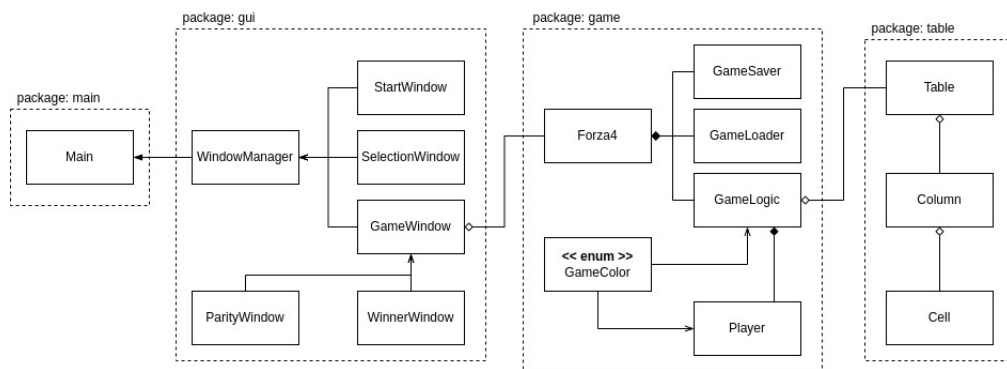 package: gui
package: game
package: table
package: main
StartWindow
GameSaver
Table
Main
WindowManager
SelectionWindow
Forza4
GameLoader
GameWindow
GameLogic
Column
<< enum >>
GameColor
ParityWindow
WinnerWindow
Player
Cell